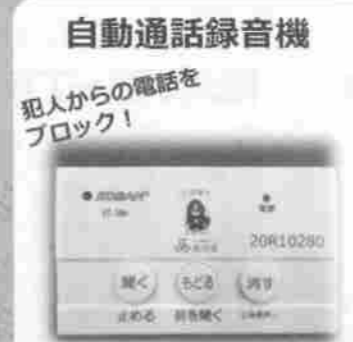 自動通話録音機
犯人からの電話を
ブロック!
20R10280
聞く もどる 消す
止める 前を聞く